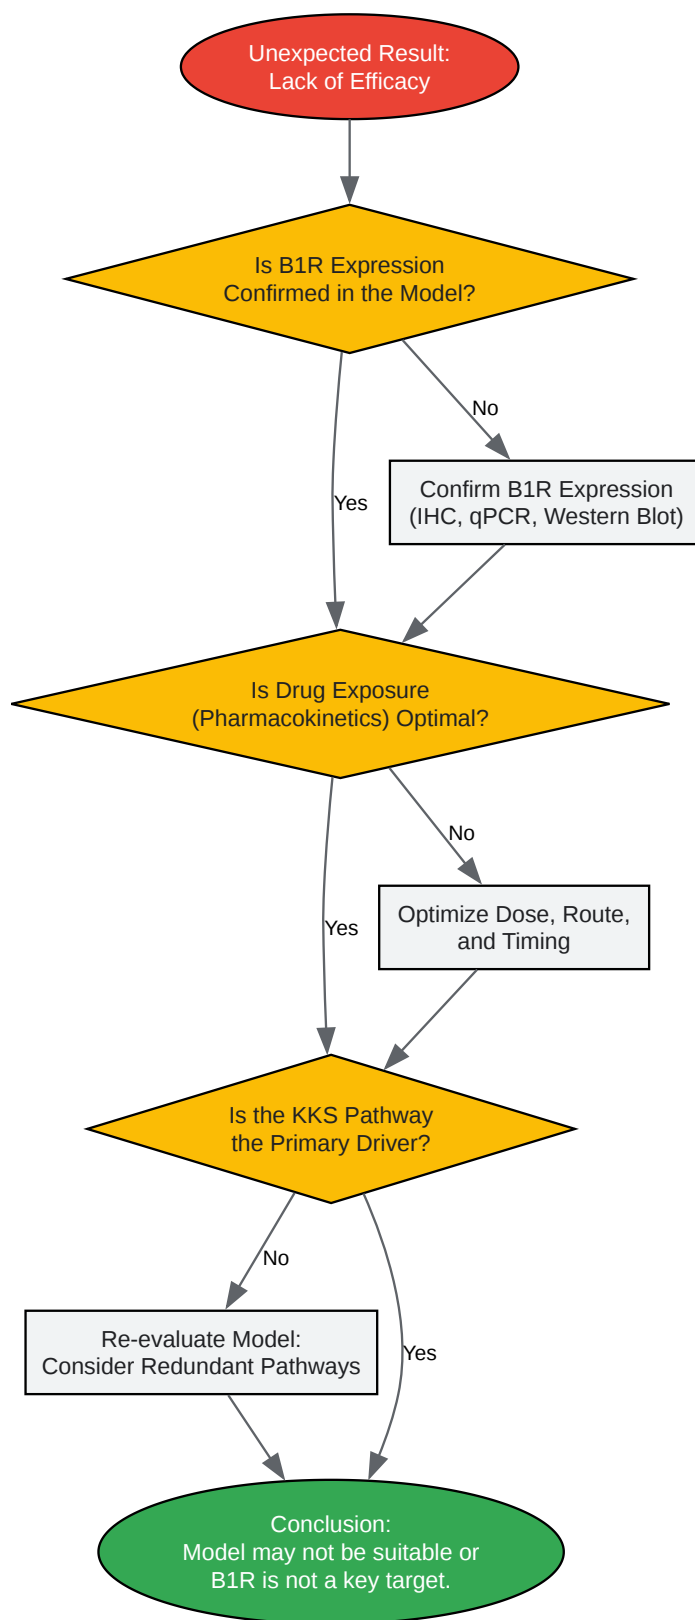 Unexpected Result:
Lack of Efficacy
Is B1R Expression
Confirmed in the Model?
No
Confirm B1R Expression
(IHC, qPCR, Western Blot)
Yes
Is Drug Exposure
(Pharmacokinetics) Optimal?
No
Optimize Dose, Route,
and Timing
Yes
Is the KKS Pathway
the Primary Driver?
No
Re-evaluate Model:
Consider Redundant Pathways
Yes
Conclusion:
Model may not be suitable or
B1R is not a key target.